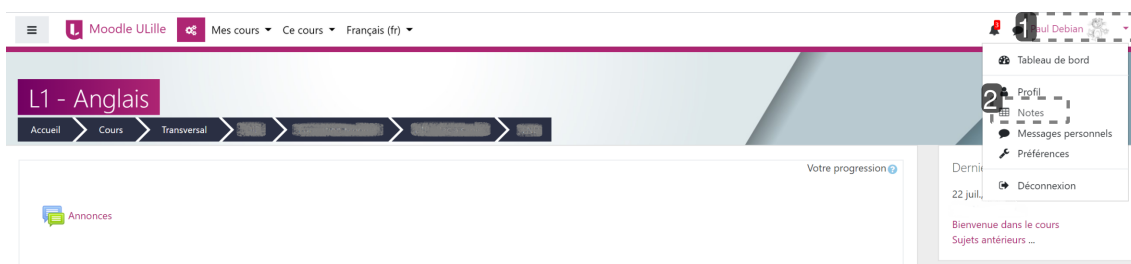 Moodle ULille Mes cours Ce cours Français (fr) 3 1 Paul Debian
Tableau de bord
L1 - Anglais
2 Profil
Notes
Accueil Cours Transversal
Messages personnels
Préférences
Votre progression
Déconnexion
22 juil.
Annonces
Bienvenue dans le cours
Sujets antérieurs ...